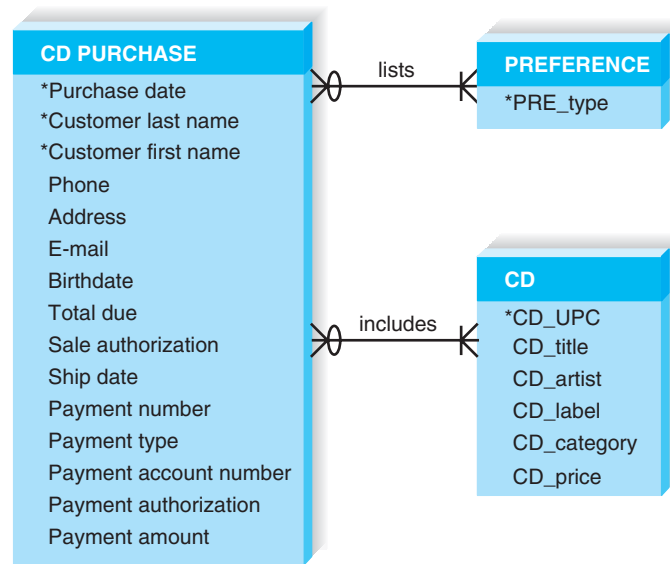 CD PURCHASE
*Purchase date
*Customer last name
*Customer first name
Phone
Address
E-mail
Birthdate
Total due
Sale authorization
Ship date
Payment number
Payment type
Payment account number
Payment authorization
Payment amount
lists
PREFERENCE
*PRE_type
includes
CD
*CD_UPC
CD_title
CD_artist
CD_label
CD_category
CD_price